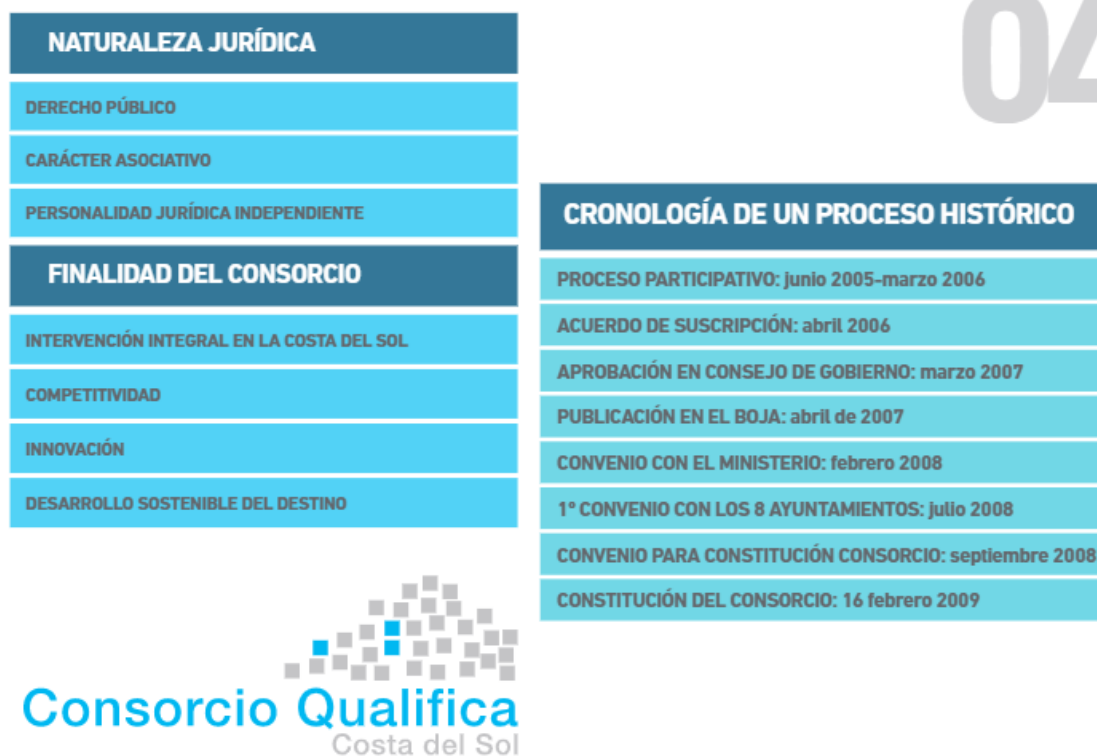 NATURALEZA JURÍDICA
DERECHO PÚBLICO
CARÁCTER ASOCIATIVO
PERSONALIDAD JURÍDICA INDEPENDIENTE
FINALIDAD DEL CONSORCIO
INTERVENCIÓN INTEGRAL EN LA COSTA DEL SOL
COMPETITIVIDAD
INNOVACIÓN
DESARROLLO SOSTENIBLE DEL DESTINO
Consorcio Qualifica
Costa del Sol
04
CRONOLOGÍA DE UN PROCESO HISTÓRICO
PROCESO PARTICIPATIVO: junio 2005-marzo 2006
ACUERDO DE SUSCRIPCIÓN: abril 2006
APROBACIÓN EN CONSEJO DE GOBIERNO: marzo 2007
PUBLICACIÓN EN EL BOJA: abril de 2007
CONVENIO CON EL MINISTERIO: febrero 2008
1º CONVENIO CON LOS 8 AYUNTAMIENTOS: julio 2008
CONVENIO PARA CONSTITUCIÓN CONSORCIO: septiembre 2008
CONSTITUCIÓN DEL CONSORCIO: 16 febrero 2009